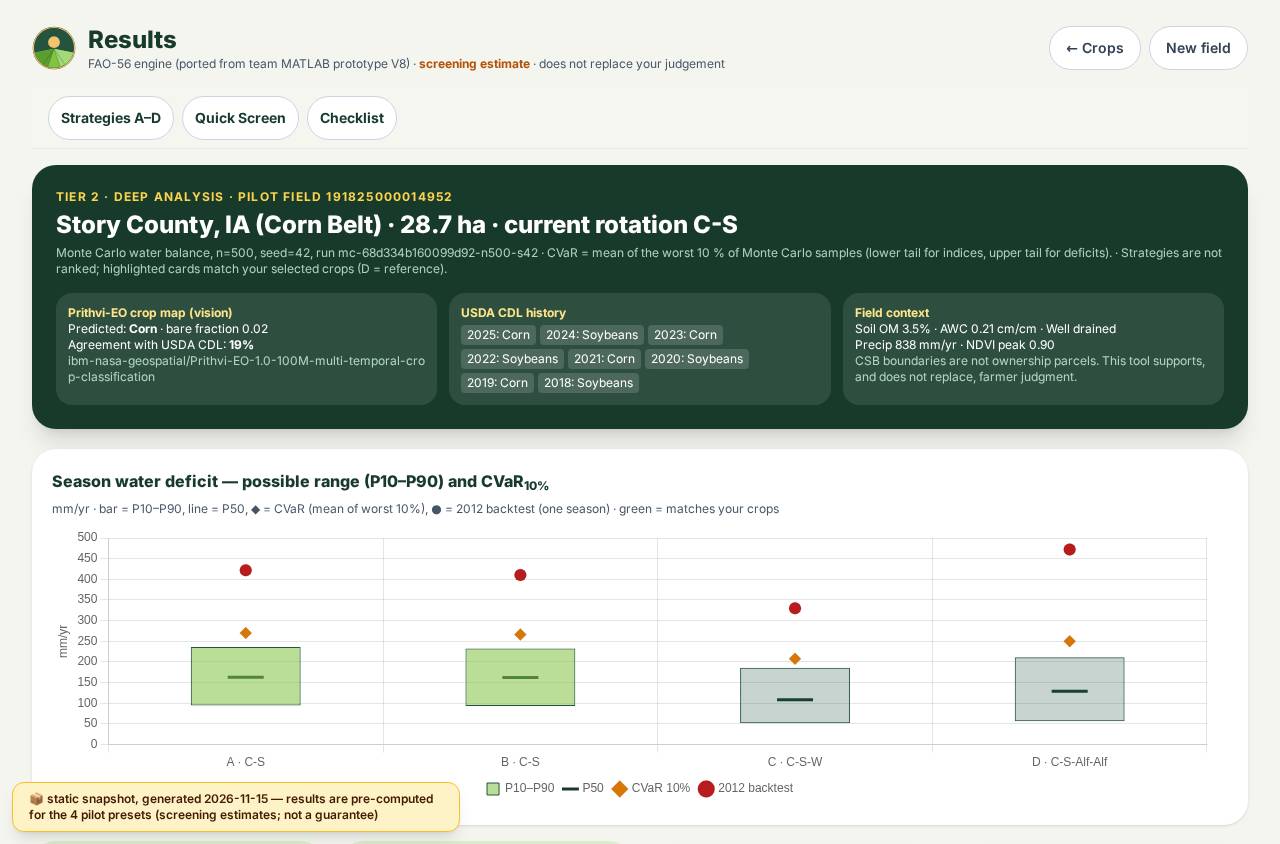 Results
FAO-56 engine (ported from team MATLAB prototype V8) · screening estimate · does not replace your judgement
← Crops
New field
Strategies A–D
Quick Screen
Checklist
TIER 2 · DEEP ANALYSIS · PILOT FIELD 191825000014952
Story County, IA (Corn Belt) · 28.7 ha · current rotation C-S
Monte Carlo water balance, n=500, seed=42, run mc-68d334b160099d92-n500-s42 · CVaR = mean of the worst 10 % of Monte Carlo samples (lower tail for indices, upper tail for deficits). · Strategies are not
ranked; highlighted cards match your selected crops (D = reference).
Prithvi-EO crop map (vision)
Predicted: Corn · bare fraction 0.02
Agreement with USDA CDL: 19%
ibm-nasa-geospatial/Prithvi-EO-1.0-100M-multi-temporal-cro
p-classification
USDA CDL history
2025: Corn 2024: Soybeans 2023: Corn
2022: Soybeans 2021: Corn 2020: Soybeans
2019: Corn 2018: Soybeans
Field context
Soil OM 3.5% · AWC 0.21 cm/cm · Well drained
Precip 838 mm/yr · NDVI peak 0.90
CSB boundaries are not ownership parcels. This tool supports,
and does not replace, farmer judgement.
Season water deficit — possible range (P10–P90) and CVaR10%
mm/yr · bar = P10–P90, line = P50, ◆ = CVaR (mean of worst 10%), ● = 2012 backtest (one season) · green = matches your crops
mm/yr
500
450
400
350
300
250
200
150
100
50
0
A · C-S
B · C-S
C · C-S-W
D · C-S-Alf-Alf
P10–P90
P50
CVaR 10%
2012 backtest
📦 static snapshot, generated 2026-11-15 — results are pre-computed
for the 4 pilot presets (screening estimates; not a guarantee)